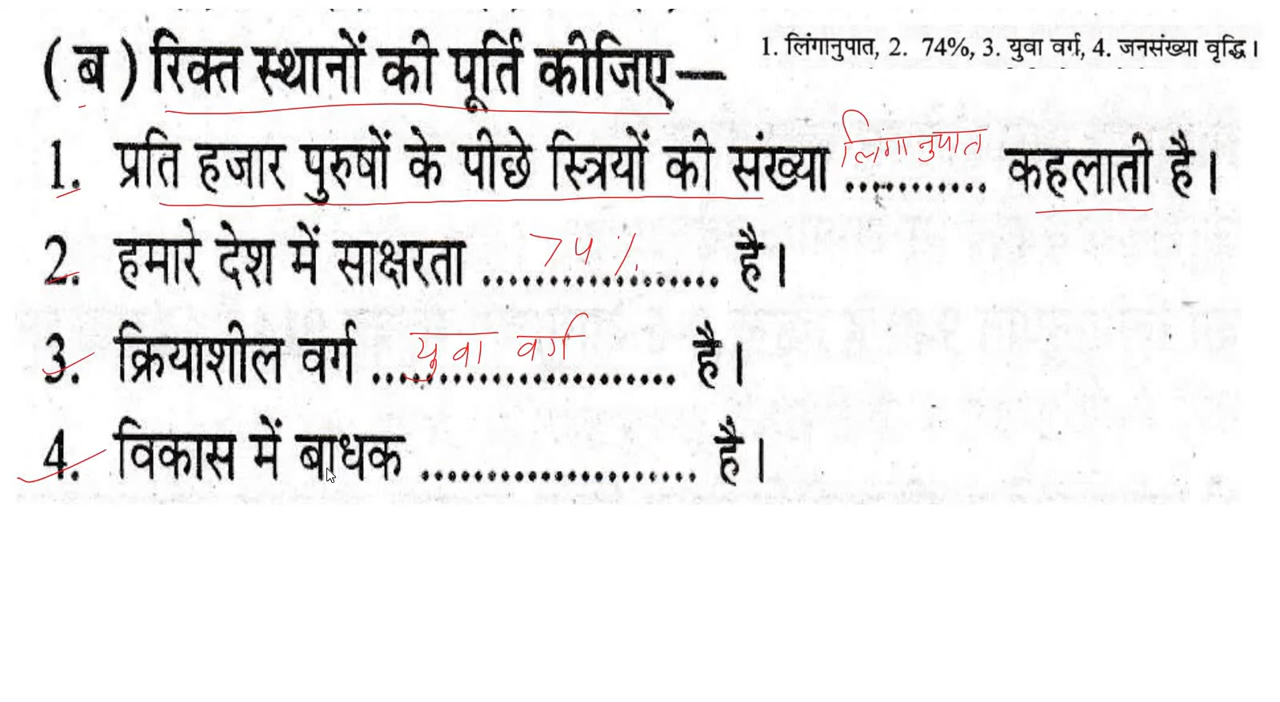 ( ब ) रिक्त स्थानों की पूर्ति कीजिए—
1. लिंगानुपात, 2. 74%, 3. युवा वर्ग, 4. जनसंख्या वृद्धि।
1. प्रति हजार पुरुषों के पीछे स्त्रियों की संख्या लिंगानुपात ........... कहलाती है।
2. हमारे देश में साक्षरता 74% .................. है।
3. क्रियाशील वर्ग युवा वर्ग ....................... है।
4. विकास में बाधक ..................... है।